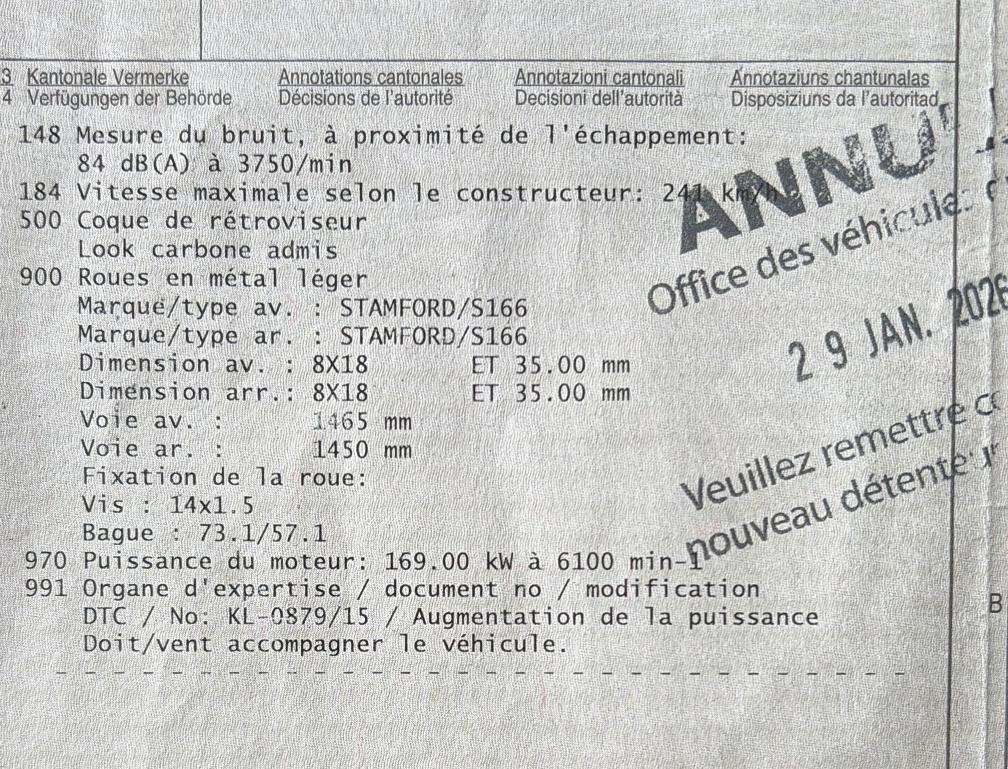 3 Kantonale Vermerke Annotations cantonales Annotazioni cantonali Annotaziuns chantunalas
4 Verfügungen der Behörde Décisions de l'autorité Decisioni dell'autorità Disposiziuns da l'autoritad
148 Mesure du bruit, à proximité de l'échappement:
84 dB(A) à 3750/min
184 Vitesse maximale selon le constructeur: 241 km/h
500 Coque de rétroviseur
Look carbone admis
900 Roues en métal léger
Marque/type av. : STAMFORD/S166
Marque/type ar. : STAMFORD/S166
Dimension av. : 8X18 ET 35.00 mm
Dimension arr.: 8X18 ET 35.00 mm
Voie av. : 1465 mm
Voie ar. : 1450 mm
Fixation de la roue:
Vis : 14x1.5
Bague : 73.1/57.1
970 Puissance du moteur: 169.00 kW à 6100 min-1
991 Organe d'expertise / document no / modification
DTC / No: KL-0879/15 / Augmentation de la puissance
Doit/vent accompagner le véhicule.
ANNU
Office des véhicules
29 JAN. 2026
Veuillez remettre
nouveau détenteur
B